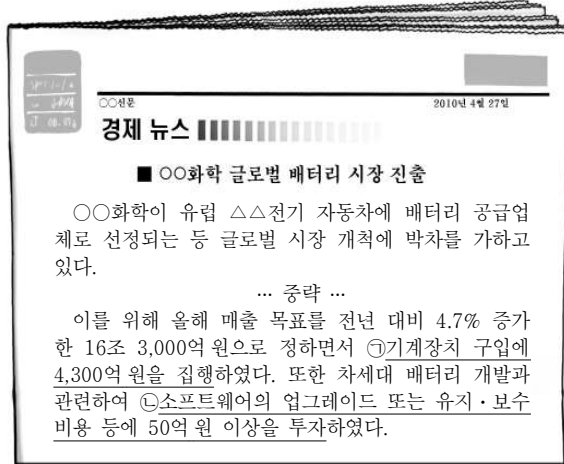 ○○신문
2010년 4월 27일
경제 뉴스
■ ○○화학 글로벌 배터리 시장 진출
○○화학이 유럽 △△전기 자동차에 배터리 공급업
체로 선정되는 등 글로벌 시장 개척에 박차를 가하고
있다.
… 중략 …
이를 위해 올해 매출 목표를 전년 대비 4.7% 증가
한 16조 3,000억 원으로 정하면서 ㉠기계장치 구입에
4,300억 원을 집행하였다. 또한 차세대 배터리 개발과
관련하여 ㉡소프트웨어의 업그레이드 또는 유지・보수
비용 등에 50억 원 이상을 투자하였다.